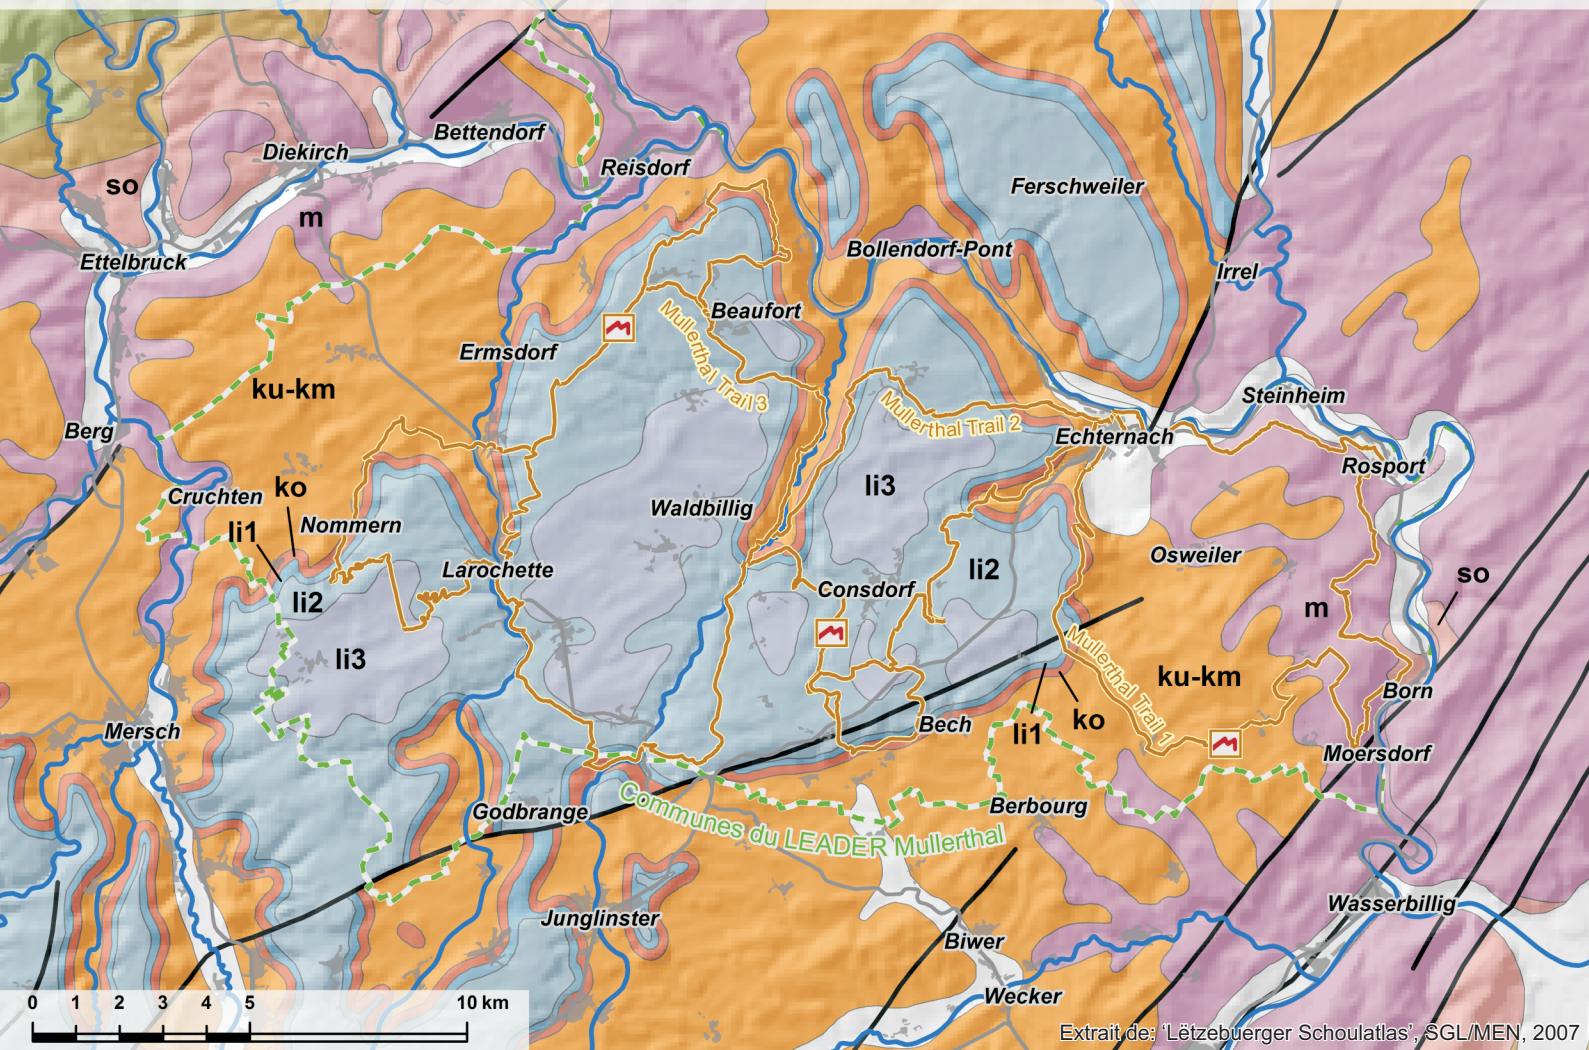 Bettendorf
Diekirch
Reisdorf
so
Ferschweiler
m
Bollendorf-Pont
Ettelbruck
Irrel
Beaufort
Mullerthal Trail 3
Ermsdorf
ku-km
Steinheim
Mullerthal Trail 2
Berg
Echternach
Rosport
ko
li3
Cruchten
Waldbillig
li1
Nommern
Osweiler
Larochette
li2
so
Consdorf
li2
m
li3
Mullerthal Trail 1
ku-km
Born
Mersch
Bech
li1
ko
Moersdorf
Godbrange
Communes du LEADER Mullerthal
Berbourg
Wasserbillig
Junglinster
Biwer
Wecker
0 1 2 3 4 5 10 km
Extrait de: ‘Lëtzebuerger Schoulatlas’, SGL/MEN, 2007